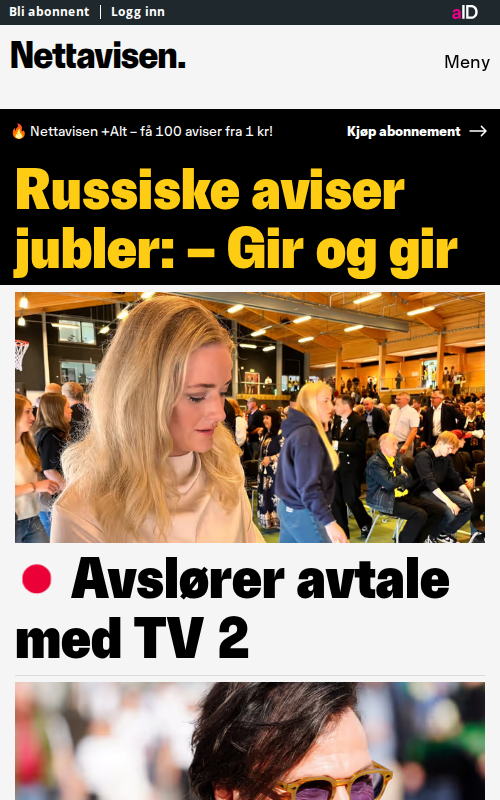 Bli abonnent | Logg inn
aID
Nettavisen.
Meny
🔥 Nettavisen +Alt – få 100 aviser fra 1 kr!
Kjøp abonnement →
Russiske aviser
jubler: – Gir og gir
Avslører avtale
med TV 2